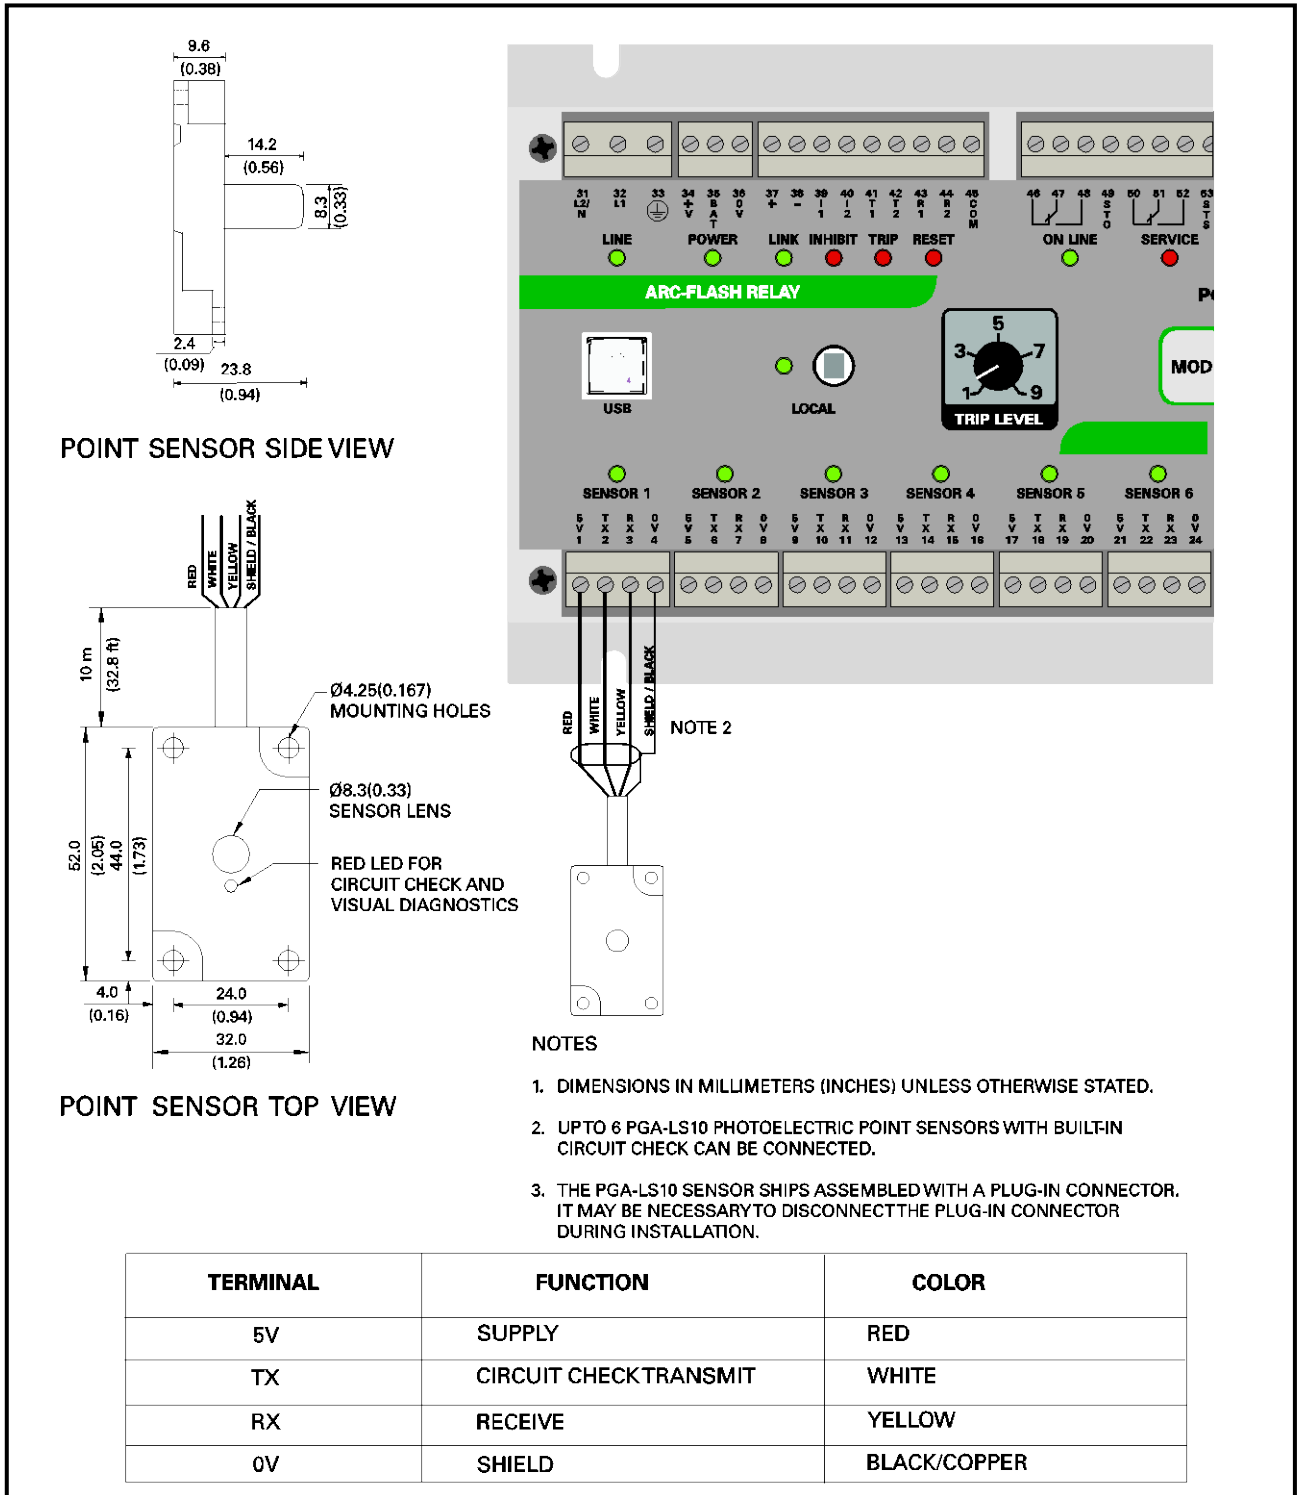 9.6
(0.38)
14.2
(0.56)
8.3
(0.33)
2.4
(0.09)
23.8
(0.94)
POINT SENSOR SIDE VIEW
31 32 33 34 35 36 37 38 39 40 41 42 43 44 45 46 47 48 49 50 51 52 53
L2/N L1 +V BAT 0V + - I1 I2 T1 T2 R1 R2 COM STO STS
LINE POWER LINK INHIBIT TRIP RESET ON LINE SERVICE
ARC-FLASH RELAY
MOD
USB
LOCAL
1 3 5 7 9
TRIP LEVEL
SENSOR 1 SENSOR 2 SENSOR 3 SENSOR 4 SENSOR 5 SENSOR 6
5V TX RX 0V 5V TX RX 0V 5V TX RX 0V 5V TX RX 0V 5V TX RX 0V 5V TX RX 0V
1 2 3 4 5 6 7 8 9 10 11 12 13 14 15 16 17 18 19 20 21 22 23 24
RED
WHITE
YELLOW
SHIELD / BLACK
NOTE 2
RED
WHITE
YELLOW
SHIELD / BLACK
10 m
(32.8 ft)
Ø4.25(0.167)
MOUNTING HOLES
Ø8.3(0.33)
SENSOR LENS
RED LED FOR
CIRCUIT CHECK AND
VISUAL DIAGNOSTICS
52.0
(2.05)
44.0
(1.73)
4.0
(0.16)
24.0
(0.94)
32.0
(1.26)
POINT SENSOR TOP VIEW
NOTES
1. DIMENSIONS IN MILLIMETERS (INCHES) UNLESS OTHERWISE STATED.
2. UP TO 6 PGA-LS10 PHOTOELECTRIC POINT SENSORS WITH BUILT-IN
CIRCUIT CHECK CAN BE CONNECTED.
3. THE PGA-LS10 SENSOR SHIPS ASSEMBLED WITH A PLUG-IN CONNECTOR.
IT MAY BE NECESSARY TO DISCONNECT THE PLUG-IN CONNECTOR
DURING INSTALLATION.
TERMINAL FUNCTION COLOR
5V SUPPLY RED
TX CIRCUIT CHECK TRANSMIT WHITE
RX RECEIVE YELLOW
0V SHIELD BLACK/COPPER